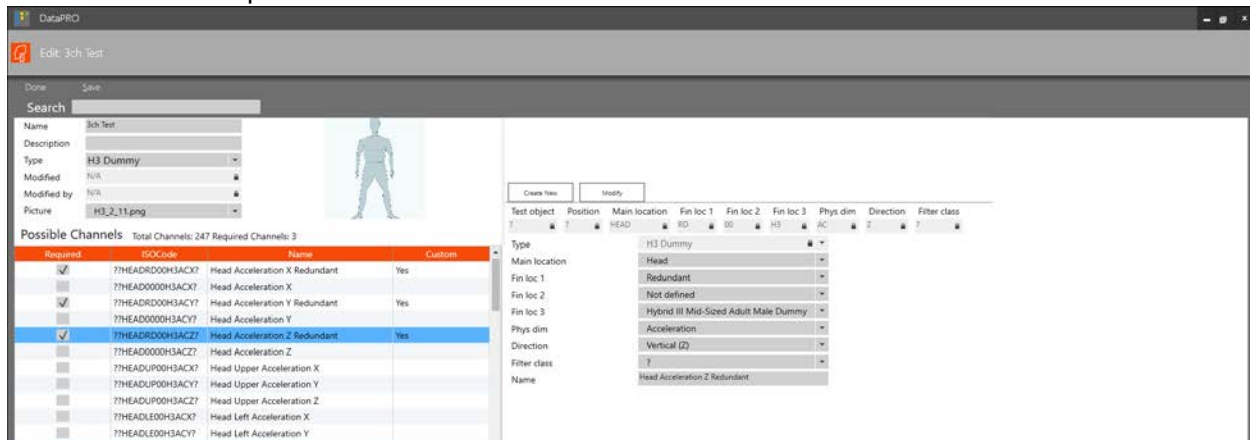 DataPRO
Edit: 3ch Test
Done Save
Search
Name 3ch Test
Description
Type H3 Dummy
Modified N/A
Modified by N/A
Picture H3_2_11.png
Possible Channels Total Channels: 247 Required Channels: 3
Required ISOCode Name Custom
??HEADRD00H3ACX? Head Acceleration X Redundant Yes
??HEAD0000H3ACX? Head Acceleration X
??HEADRD00H3ACY? Head Acceleration Y Redundant Yes
??HEAD0000H3ACY? Head Acceleration Y
??HEADRD00H3ACZ? Head Acceleration Z Redundant Yes
??HEAD0000H3ACZ? Head Acceleration Z
??HEADUP00H3ACX? Head Upper Acceleration X
??HEADUP00H3ACY? Head Upper Acceleration Y
??HEADUP00H3ACZ? Head Upper Acceleration Z
??HEADLE00H3ACX? Head Left Acceleration X
??HEADLE00H3ACY? Head Left Acceleration Y
Create New Modify
Test object Position Main location Fin loc 1 Fin loc 2 Fin loc 3 Phys dim Direction Filter class
? ? HEAD RD 00 H3 AC Z ?
Type H3 Dummy
Main location Head
Fin loc 1 Redundant
Fin loc 2 Not defined
Fin loc 3 Hybrid III Mid-Sized Adult Male Dummy
Phys dim Acceleration
Direction Vertical (Z)
Filter class ?
Name Head Acceleration Z Redundant